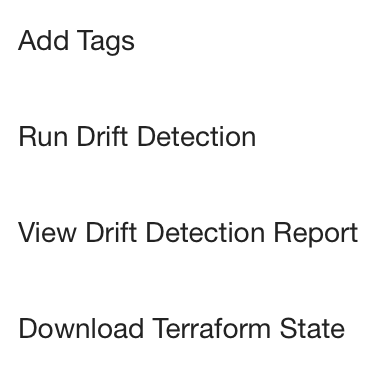 Add Tags
Run Drift Detection
View Drift Detection Report
Download Terraform State